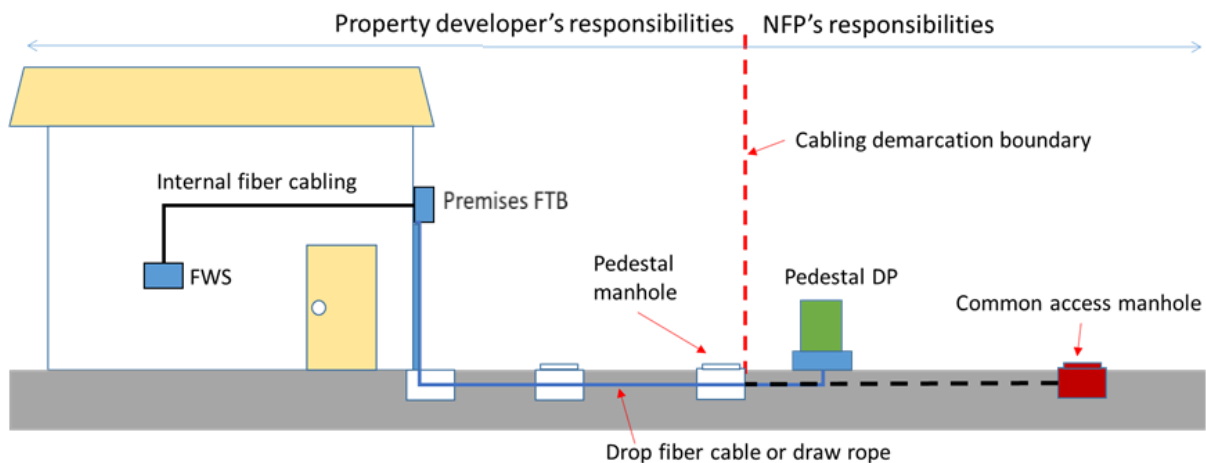 Property developer's responsibilities
NFP's responsibilities
Cabling demarcation boundary
Internal fiber cabling
Premises FTB
FWS
Pedestal
manhole
Pedestal DP
Common access manhole
Drop fiber cable or draw rope